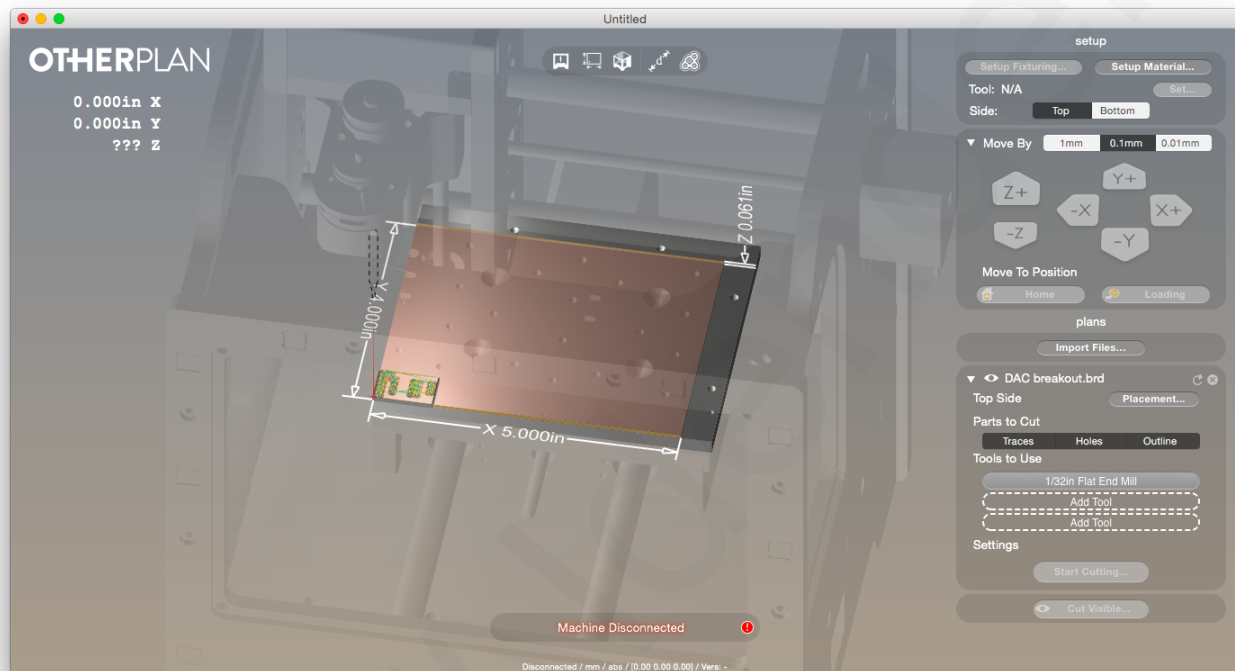 Untitled
OTHERPLAN
0.000in X
0.000in Y
??? Z
Z 0.061in
Y 4.000in
X 5.000in
Machine Disconnected
!
Disconnected / mm / abs / [0.00 0.00 0.00] / Vers: -
setup
Setup Fixturing... Setup Material...
Tool: N/A Set...
Side: Top Bottom
Move By 1mm 0.1mm 0.01mm
Z+ Y+
-X X+
-Z -Y
Move To Position
Home Loading
plans
Import Files...
DAC breakout.brd
Top Side Placement...
Parts to Cut
Traces Holes Outline
Tools to Use
1/32in Flat End Mill
Add Tool
Add Tool
Settings
Start Cutting...
Cut Visible...